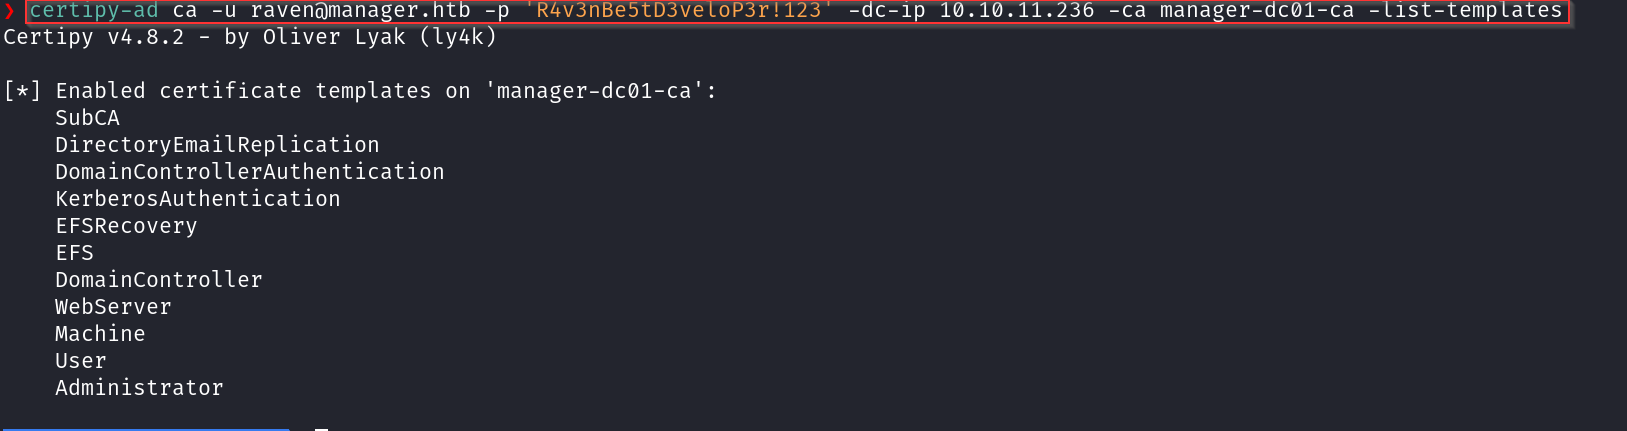 ❯ certipy-ad ca -u raven@manager.htb -p 'R4v3nBe5tD3veloP3r!123' -dc-ip 10.10.11.236 -ca manager-dc01-ca -list-templates
Certipy v4.8.2 - by Oliver Lyak (ly4k)
[*] Enabled certificate templates on 'manager-dc01-ca':
SubCA
DirectoryEmailReplication
DomainControllerAuthentication
KerberosAuthentication
EFSRecovery
EFS
DomainController
WebServer
Machine
User
Administrator